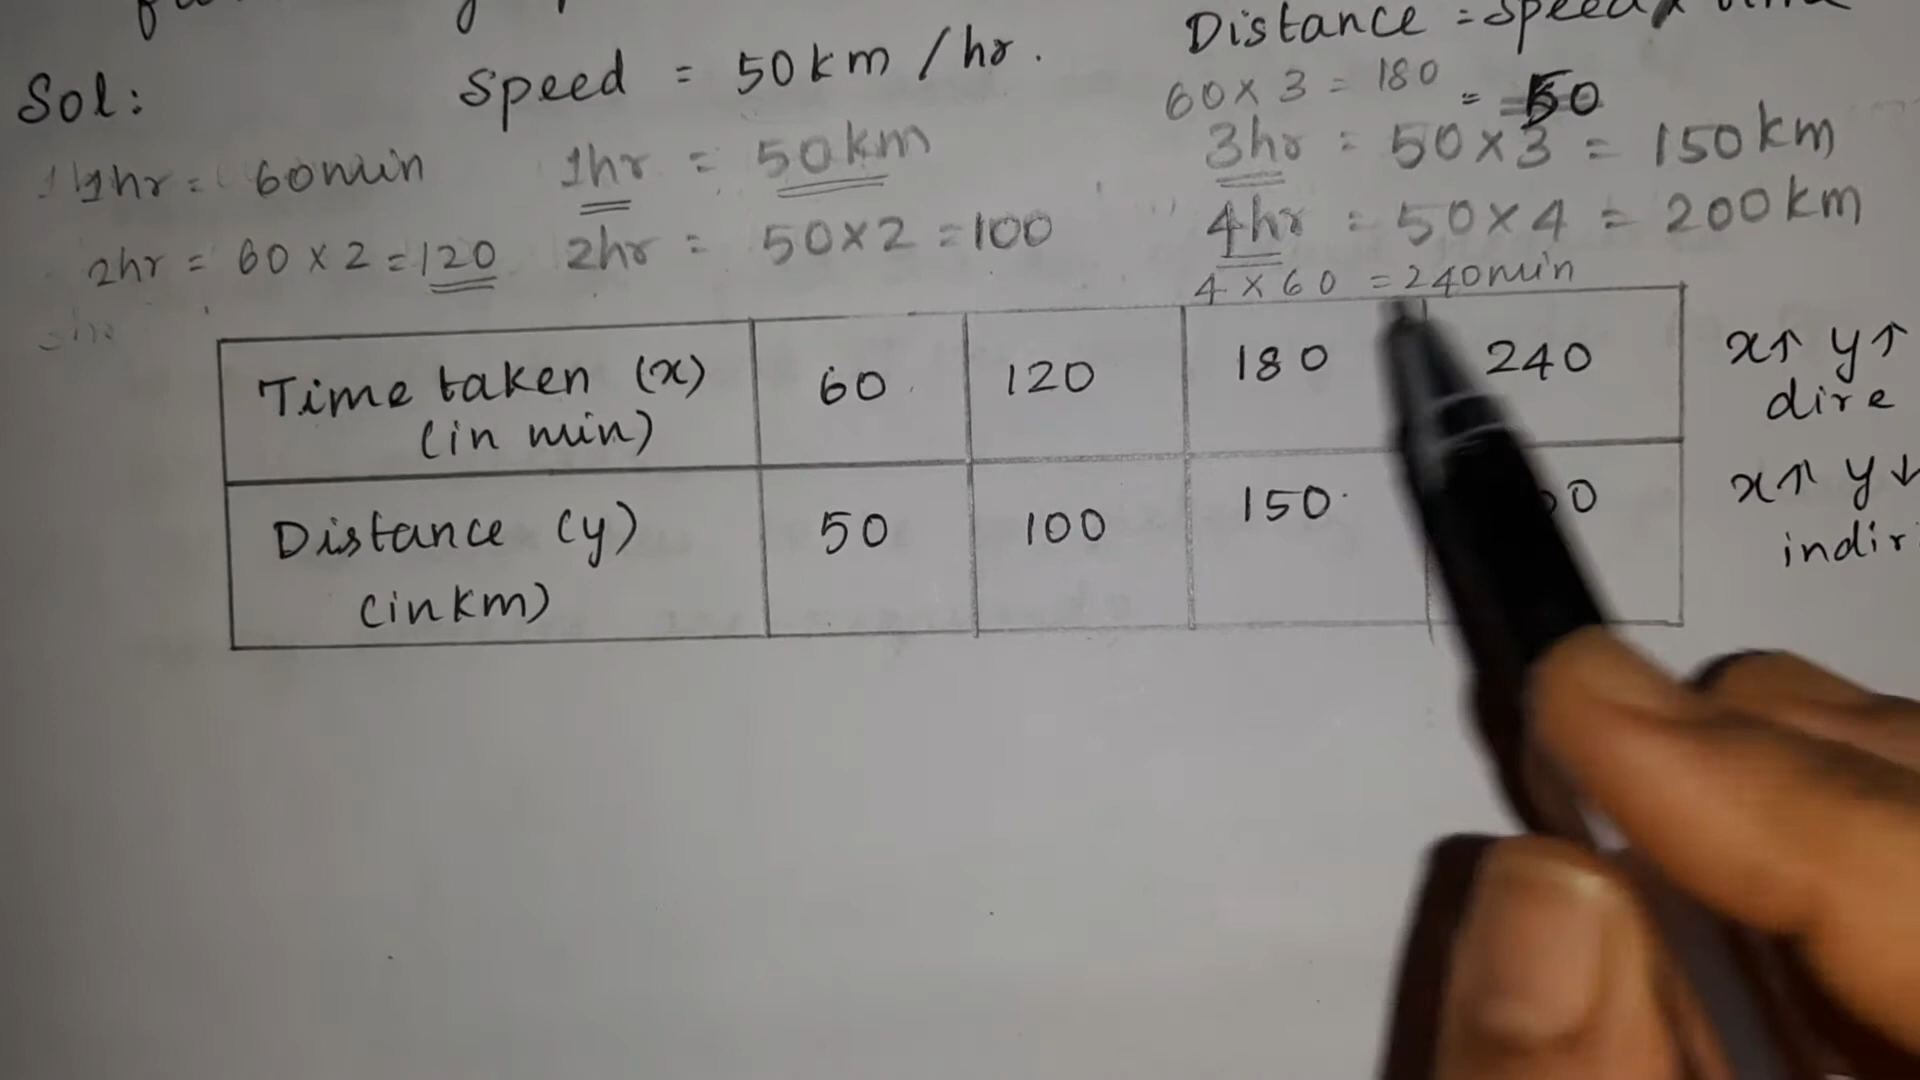 Distance = speed x
Sol: Speed = 50km/hr.
60 x 3 = 180 = 50
1hr = 60min 1hr = 50km 3hr = 50 x 3 = 150km
2hr = 60 x 2 = 120 2hr = 50x2 = 100 4hr = 50 x 4 = 200km
4 x 60 = 240min
Time taken (x) (in min) 60 120 180 240
Distance (y) (in km) 50 100 150
x↑ y↑
dire
x↑ y↓
indir